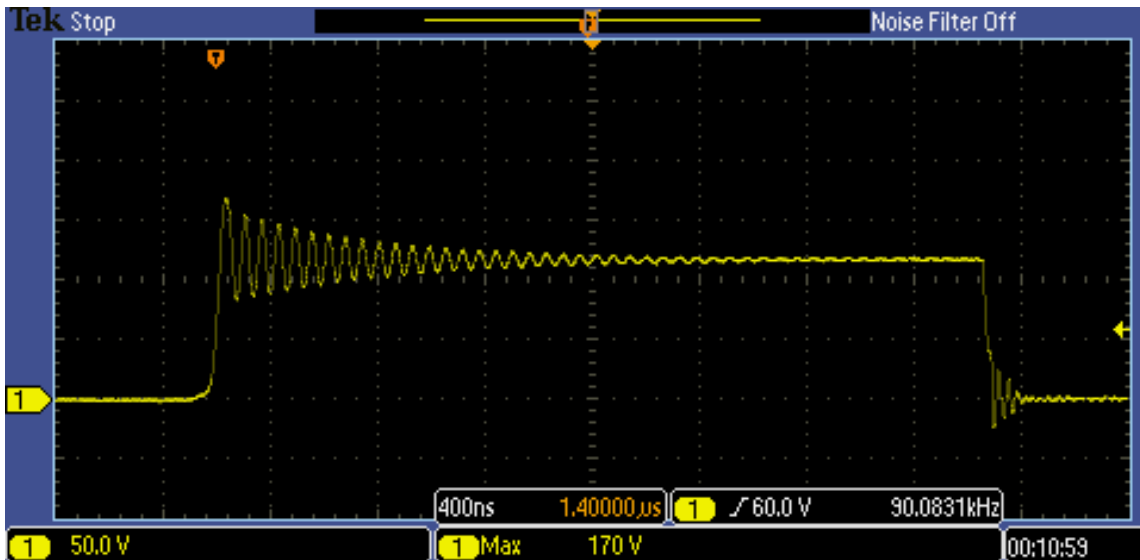 Tek Stop Noise Filter Off
T T
1
400ns 1.40000µs 1 60.0 V 90.0831kHz
1 50.0 V 1 Max 170 V 00:10:59